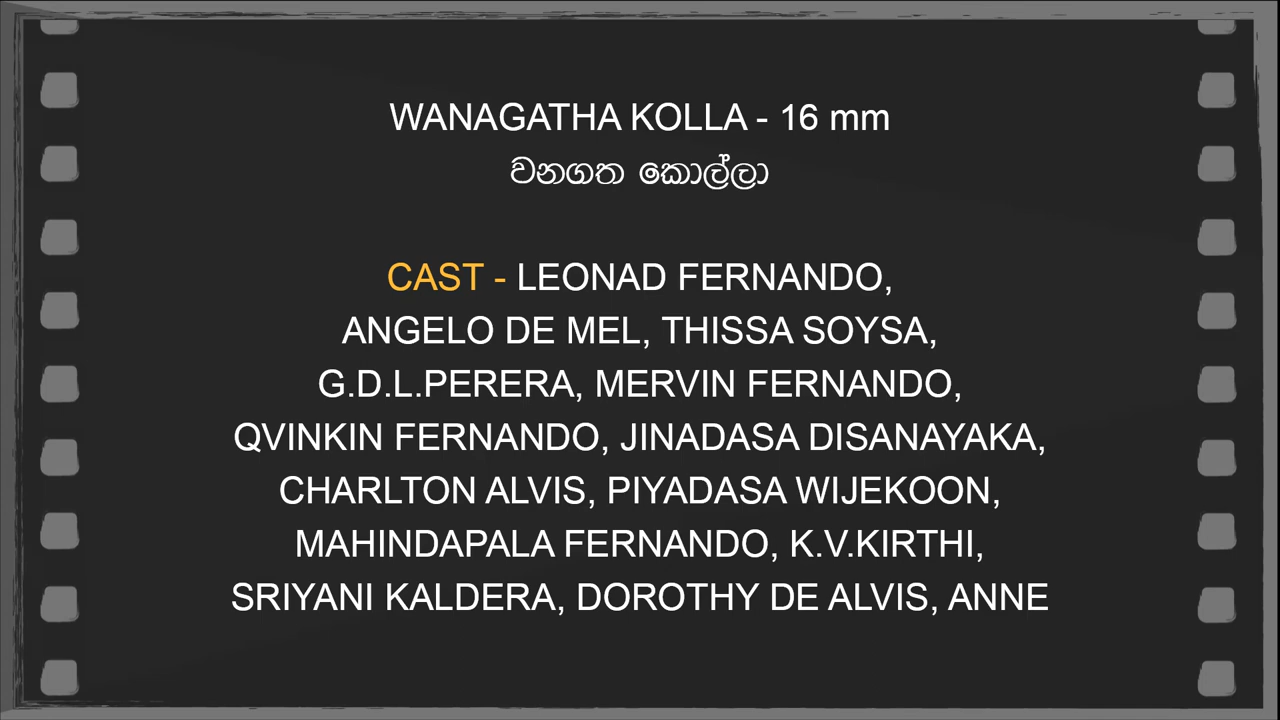 WANAGATHA KOLLA - 16 mm
වනගත කොල්ලා
CAST - LEONAD FERNANDO,
ANGELO DE MEL, THISSA SOYSA,
G.D.L.PERERA, MERVIN FERNANDO,
QVINKIN FERNANDO, JINADASA DISANAYAKA,
CHARLTON ALVIS, PIYADASA WIJEKOON,
MAHINDAPALA FERNANDO, K.V.KIRTHI,
SRIYANI KALDERA, DOROTHY DE ALVIS, ANNE